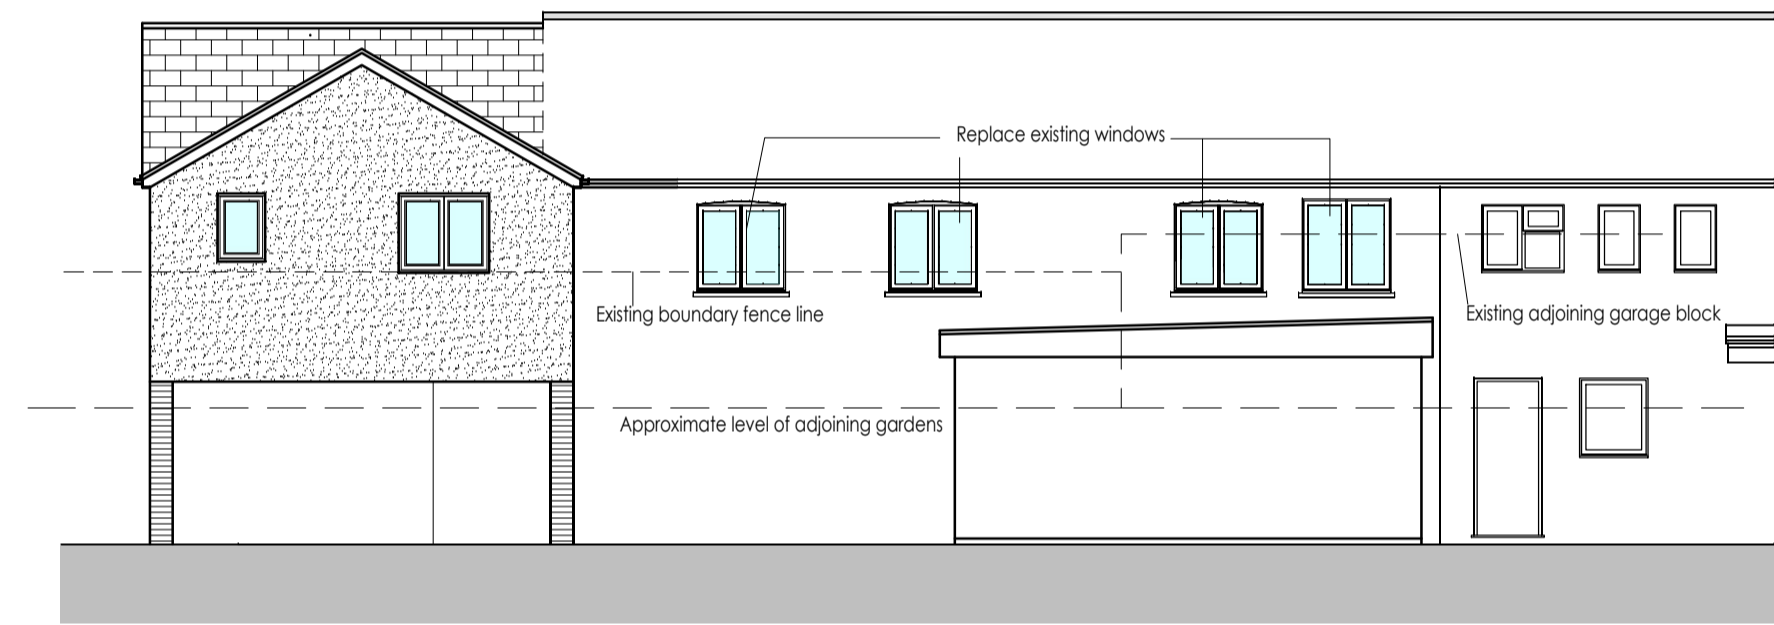 Replace existing windows
Existing boundary fence line
Existing adjoining garage block
Approximate level of adjoining gardens